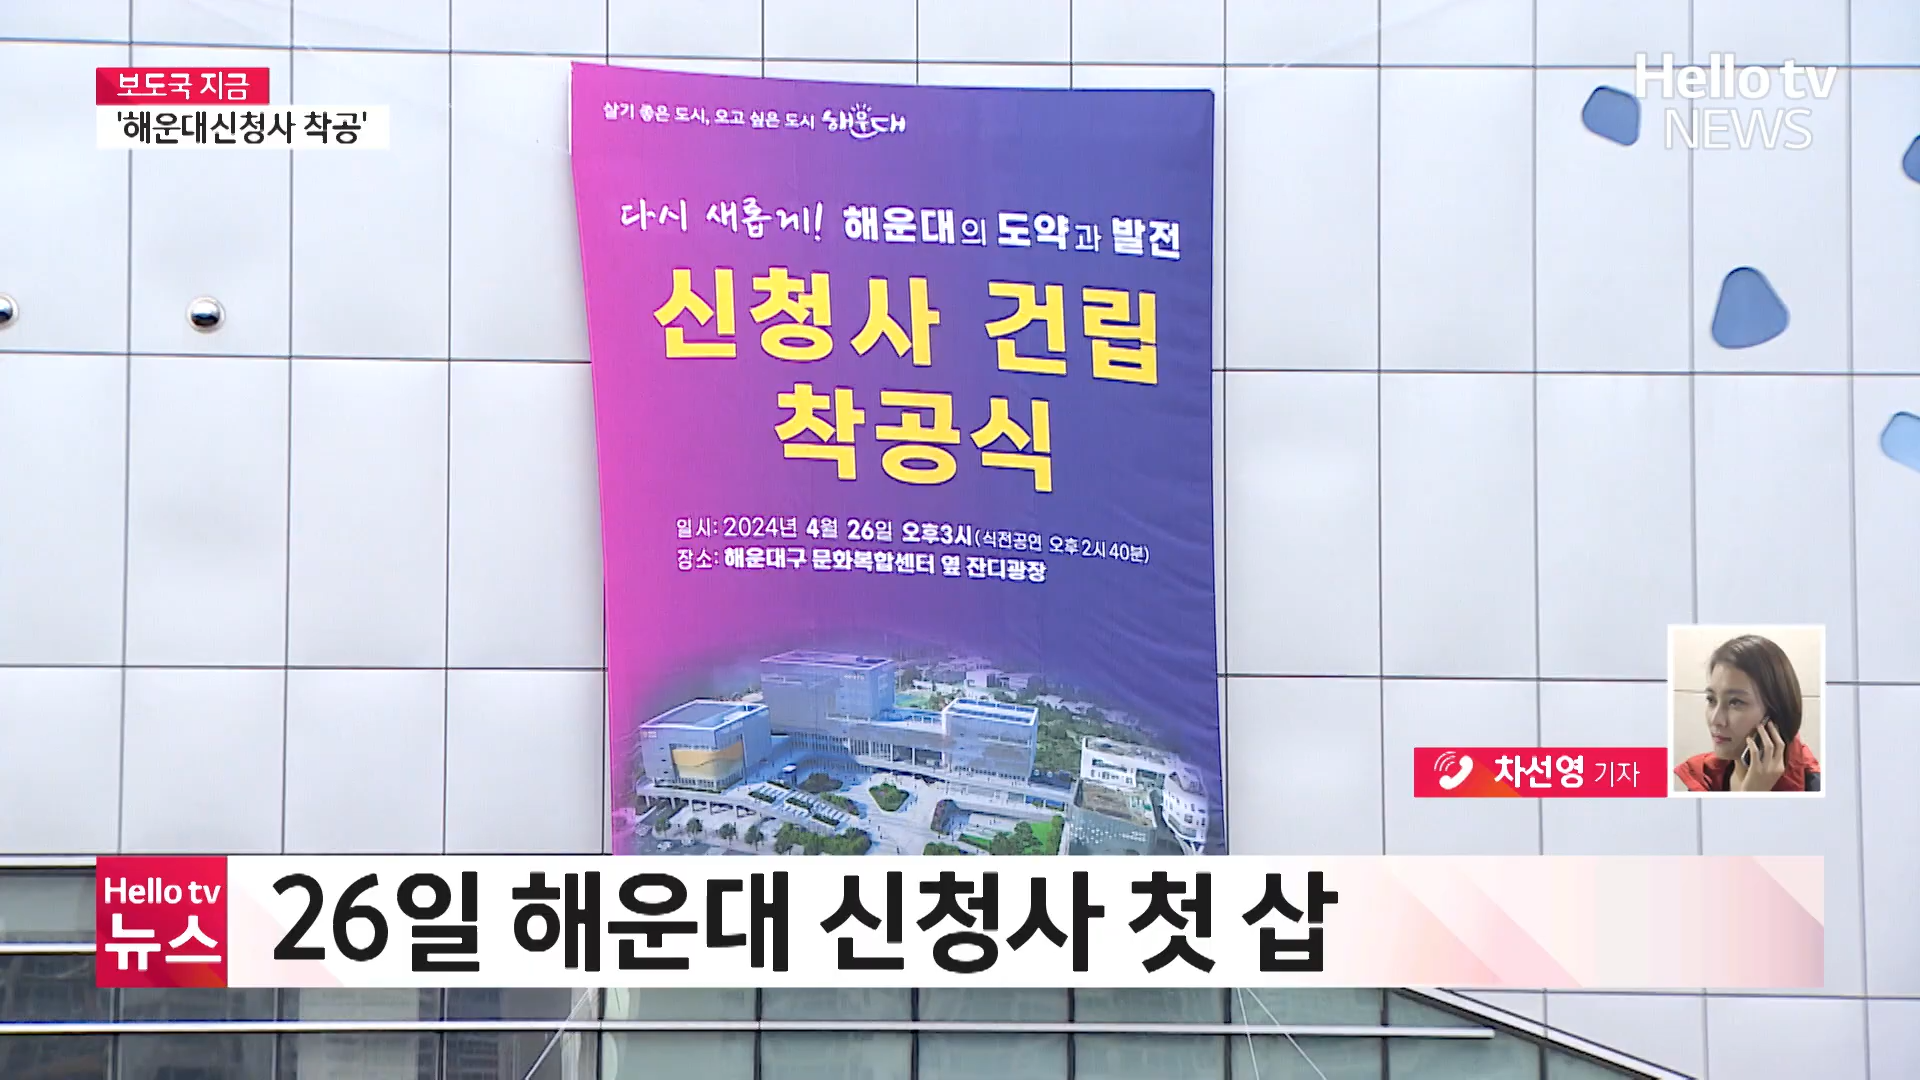 보도국 지금
'해운대신청사 착공'
Hello tv
NEWS
살기 좋은 도시, 오고 싶은 도시 해운대
다시 새롭게! 해운대의 도약과 발전
신청사 건립
착공식
일시: 2024년 4월 26일 오후3시(식전공연 오후 2시 40분)
장소: 해운대구 문화복합센터 옆 잔디광장
차선영 기자
Hello tv
뉴스
26일 해운대 신청사 첫 삽